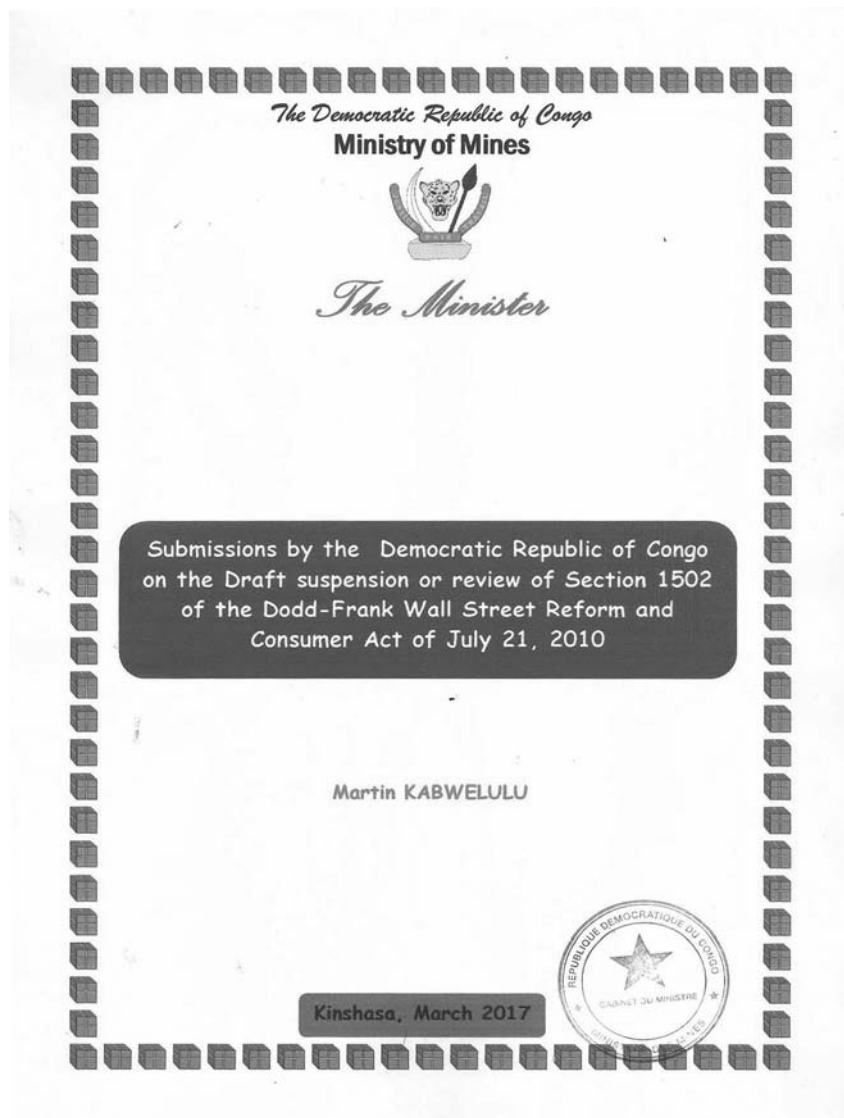 The Democratic Republic of Congo
Ministry of Mines
PAIX
The Minister
Submissions by the Democratic Republic of Congo
on the Draft suspension or review of Section 1502
of the Dodd-Frank Wall Street Reform and
Consumer Act of July 21, 2010
Martin KABWELULU
REPUBLIQUE DEMOCRATIQUE DU CONGO
CABINET DU MINISTRE
MINES
Kinshasa, March 2017